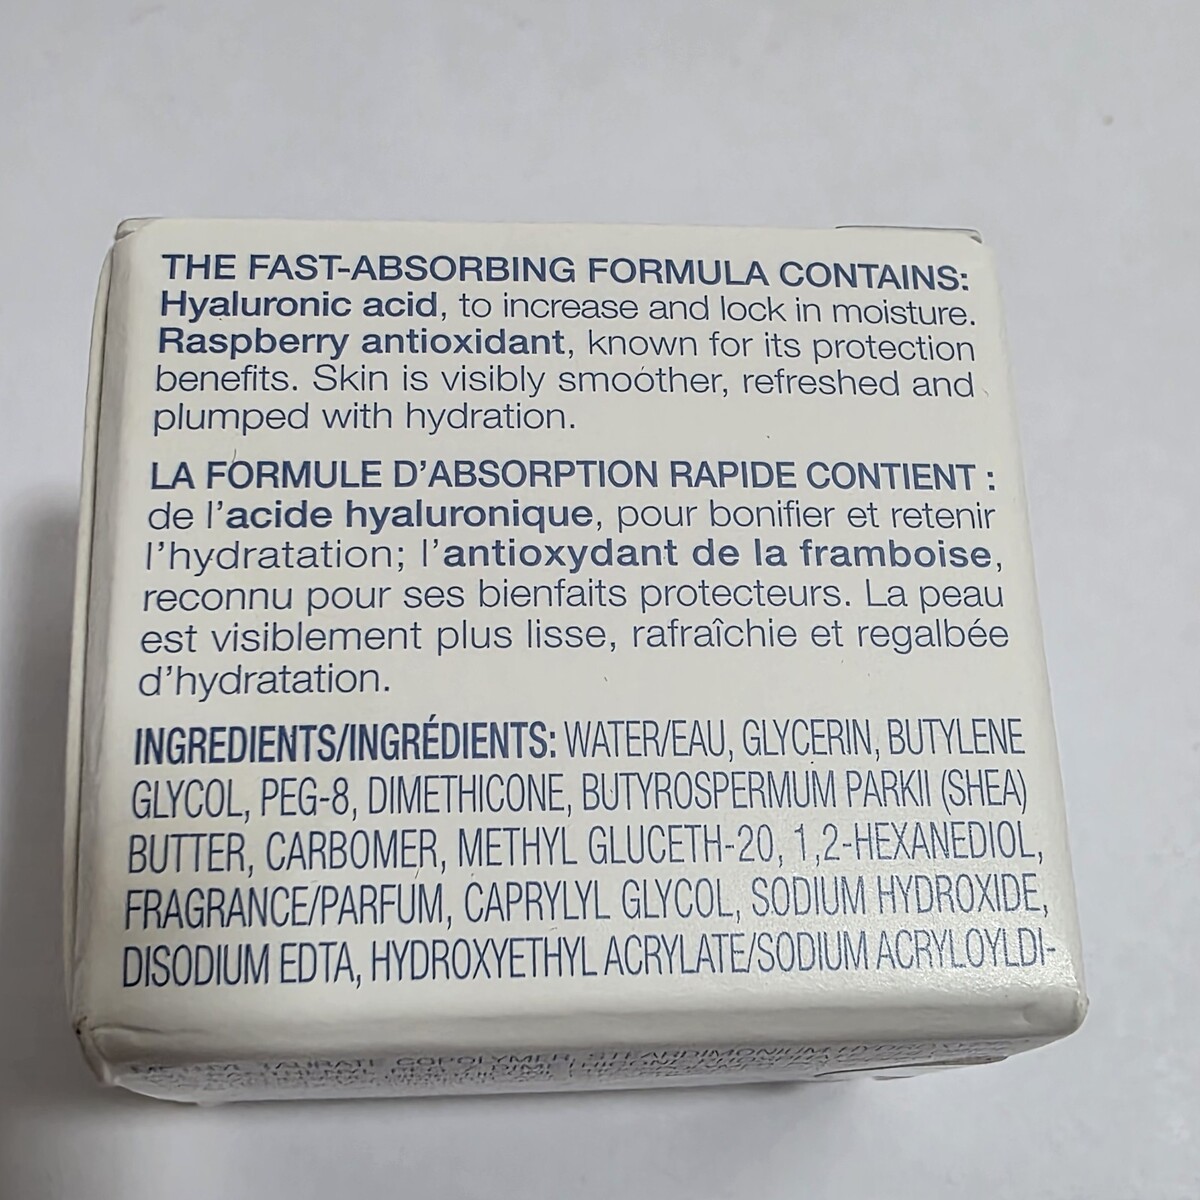 THE FAST-ABSORBING FORMULA CONTAINS:
Hyaluronic acid, to increase and lock in moisture.
Raspberry antioxidant, known for its protection
benefits. Skin is visibly smoother, refreshed and
plumped with hydration.
LA FORMULE D'ABSORPTION RAPIDE CONTIENT :
de l'acide hyaluronique, pour bonifier et retenir
l'hydratation; l'antioxydant de la framboise,
reconnu pour ses bienfaits protecteurs. La peau
est visiblement plus lisse, rafraîchie et regalbée
d'hydratation.
INGREDIENTS/INGRÉDIENTS: WATER/EAU, GLYCERIN, BUTYLENE
GLYCOL, PEG-8, DIMETHICONE, BUTYROSPERMUM PARKII (SHEA)
BUTTER, CARBOMER, METHYL GLUCETH-20, 1,2-HEXANEDIOL,
FRAGRANCE/PARFUM, CAPRYLYL GLYCOL, SODIUM HYDROXIDE,
DISODIUM EDTA, HYDROXYETHYL ACRYLATE/SODIUM ACRYLOYLDI-
TAURATE COPOLYMER,